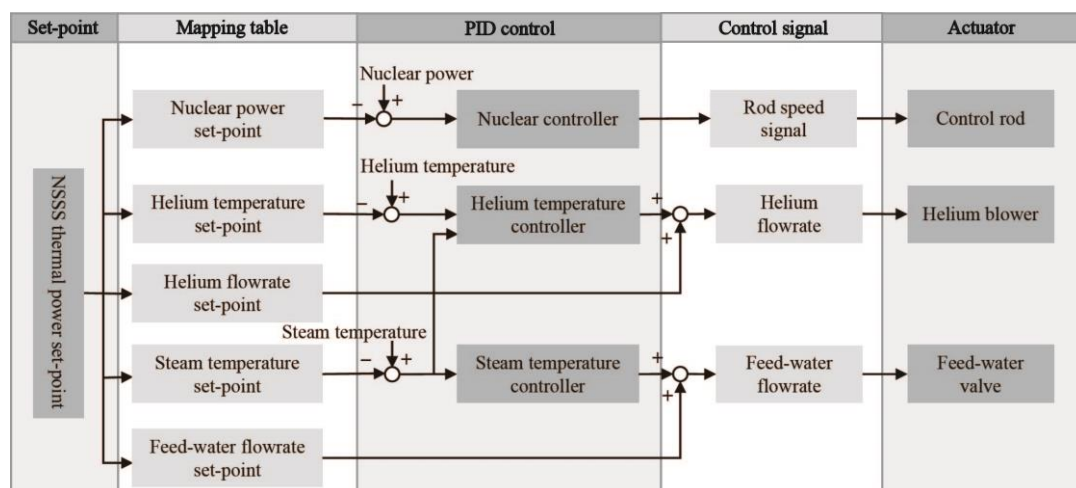 Set-point
Mapping table
PID control
Control signal
Actuator
NSSS thermal power set-point
Nuclear power
set-point
Nuclear power
−
+
Nuclear controller
Rod speed
signal
Control rod
Helium temperature
set-point
Helium temperature
−
+
Helium temperature
controller
+
+
Helium
flowrate
Helium blower
Helium flowrate
set-point
Steam temperature
set-point
Steam temperature
−
+
Steam temperature
controller
+
+
Feed-water
flowrate
Feed-water
valve
Feed-water flowrate
set-point